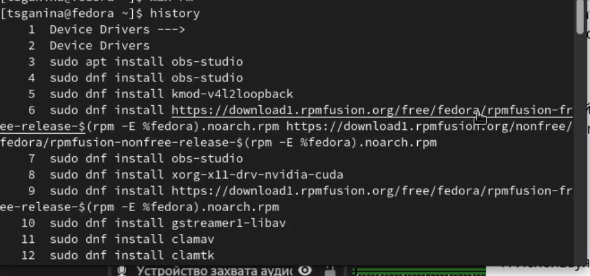 [tsganina@fedora ~]$ history
1 Device Drivers --->
2 Device Drivers
3 sudo apt install obs-studio
4 sudo dnf install obs-studio
5 sudo dnf install kmod-v4l2loopback
6 sudo dnf install https://download1.rpmfusion.org/free/fedora/rpmfusion-fr
ee-release-$(rpm -E %fedora).noarch.rpm https://download1.rpmfusion.org/nonfree/
fedora/rpmfusion-nonfree-release-$(rpm -E %fedora).noarch.rpm
7 sudo dnf install obs-studio
8 sudo dnf install xorg-x11-drv-nvidia-cuda
9 sudo dnf install https://download1.rpmfusion.org/free/fedora/rpmfusion-fr
ee-release-$(rpm -E %fedora).noarch.rpm
10 sudo dnf install gstreamer1-libav
11 sudo dnf install clamav
12 sudo dnf install clamtk
Устройство захвата аудио